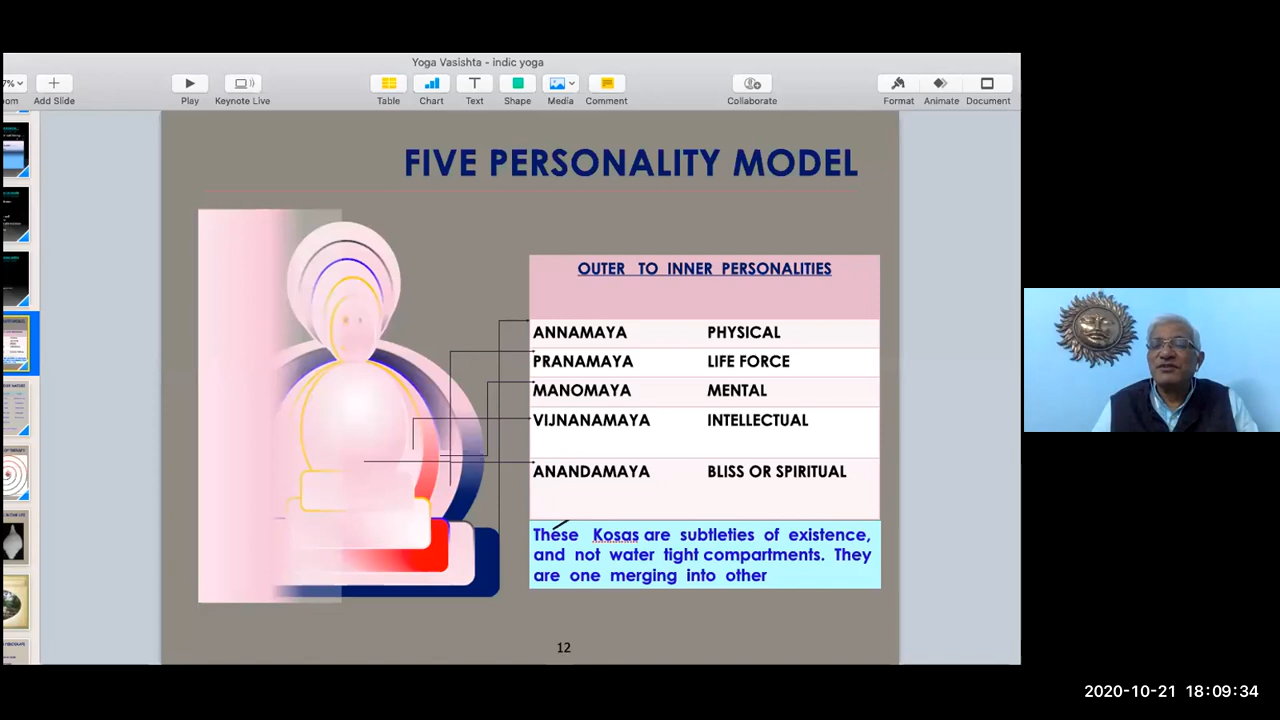 Yoga Vasishta - indic yoga
7%
oom
Add Slide
Play
Keynote Live
Table
Chart
Text
Shape
Media
Comment
Collaborate
Format
Animate
Document
FIVE PERSONALITY MODEL
OUTER TO INNER PERSONALITIES
ANNAMAYA PHYSICAL
PRANAMAYA LIFE FORCE
MANOMAYA MENTAL
VIJNANAMAYA INTELLECTUAL
ANANDAMAYA BLISS OR SPIRITUAL
These Kosas are subtleties of existence,
and not water tight compartments. They
are one merging into other
12
2020-10-21 18:09:34